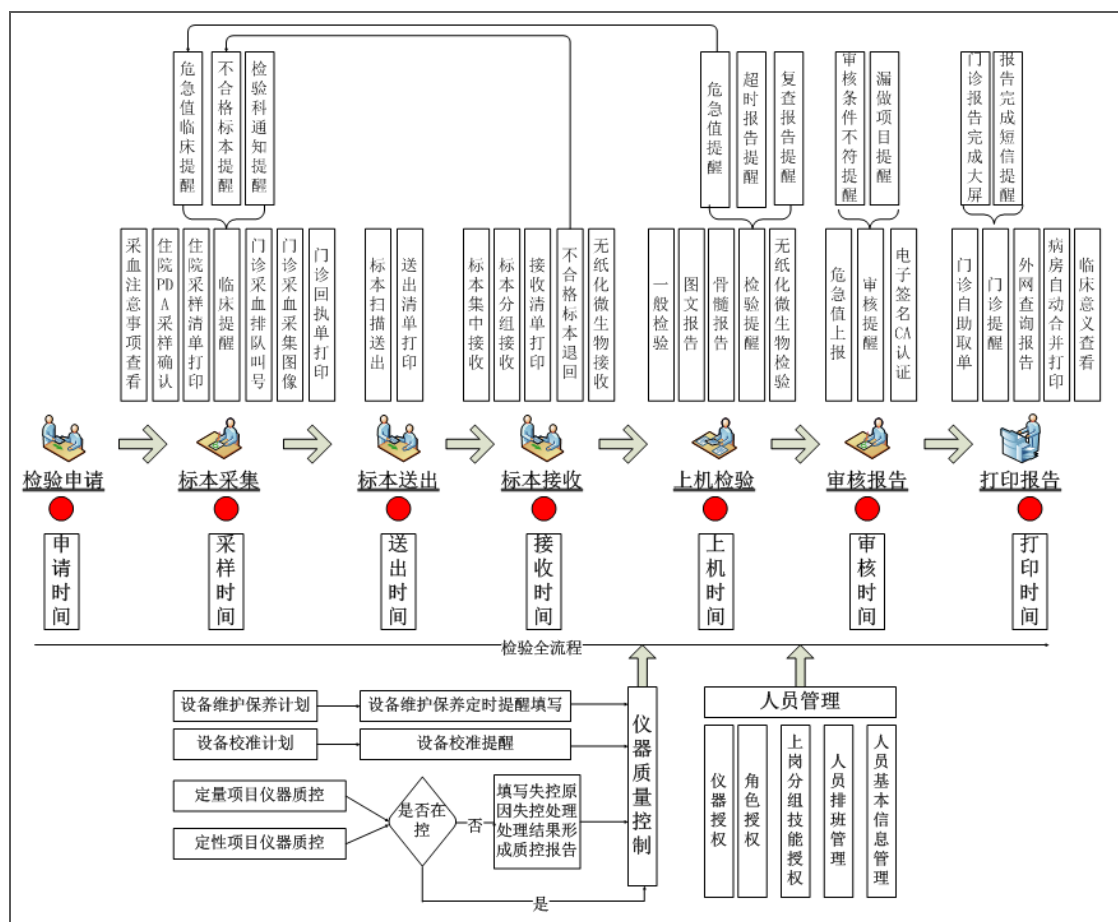 危急值临床提醒
不合格标本提醒
检验科通知提醒
危急值提醒
超时报告提醒
复查报告提醒
审核条件不符提醒
漏做项目提醒
门诊报告完成大屏
报告完成短信提醒
采血注意事项查看
住院PDA采样确认
住院采样清单打印
临床提醒
门诊采血排队叫号
门诊采血采集图像
门诊回执单打印
标本扫描送出
送出清单打印
标本集中接收
标本分组接收
接收清单打印
不合格标本退回
无纸化微生物接收
一般检验
图文报告
骨髓报告
检验提醒
无纸化微生物检验
危急值上报
审核提醒
电子签名CA认证
门诊自助取单
门诊提醒
外网查询报告
病房自动合并打印
临床意义查看
检验申请
标本采集
标本送出
标本接收
上机检验
审核报告
打印报告
申请时间
采样时间
送出时间
接收时间
上机时间
审核时间
打印时间
检验全流程
设备维护保养计划
设备维护保养定时提醒填写
设备校准计划
设备校准提醒
定量项目仪器质控
定性项目仪器质控
是否在
控
否
填写失控原
因失控处理
处理结果形
成质控报告
是
仪器质量控制
人员管理
仪器授权
角色授权
上岗分组技能授权
人员排班管理
人员基本信息管理